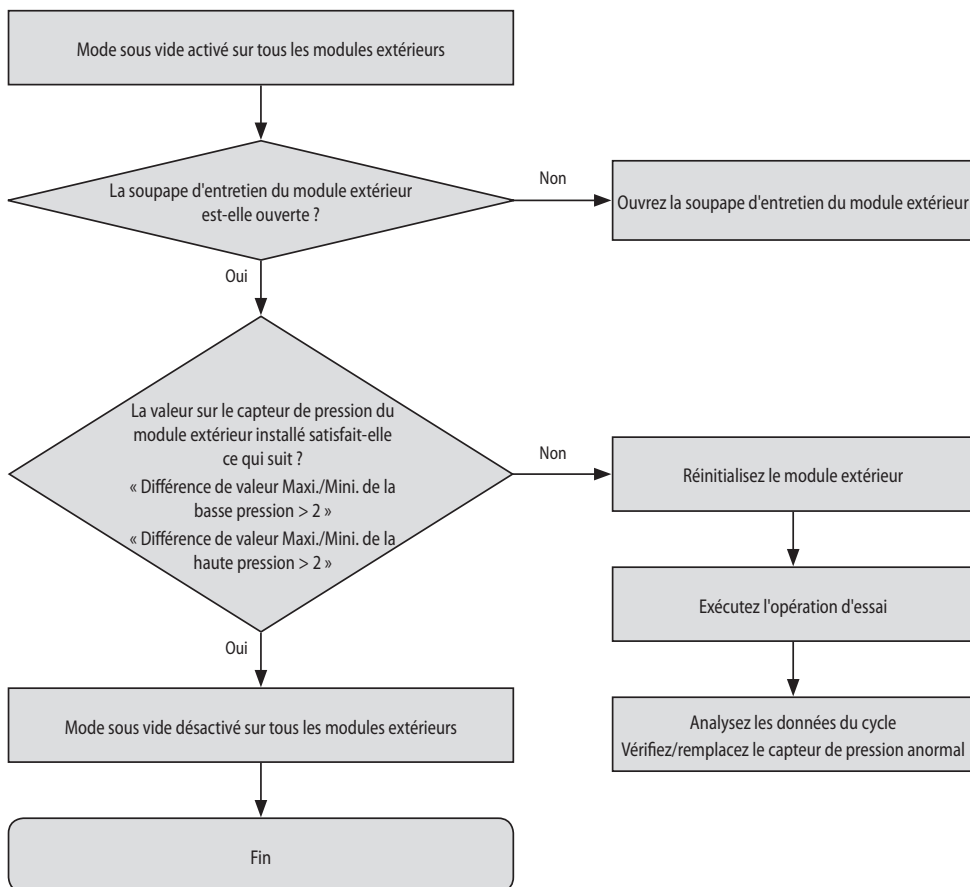 Mode sous vide activé sur tous les modules extérieurs
La soupape d'entretien du module extérieur
est-elle ouverte ?
Non
Ouvrez la soupape d'entretien du module extérieur
Oui
La valeur sur le capteur de pression du
module extérieur installé satisfait-elle
ce qui suit ?
« Différence de valeur Maxi./Mini. de la
basse pression > 2 »
« Différence de valeur Maxi./Mini. de la
haute pression > 2 »
Non
Réinitialisez le module extérieur
Exécutez l'opération d'essai
Analysez les données du cycle
Vérifiez/remplacez le capteur de pression anormal
Oui
Mode sous vide désactivé sur tous les modules extérieurs
Fin